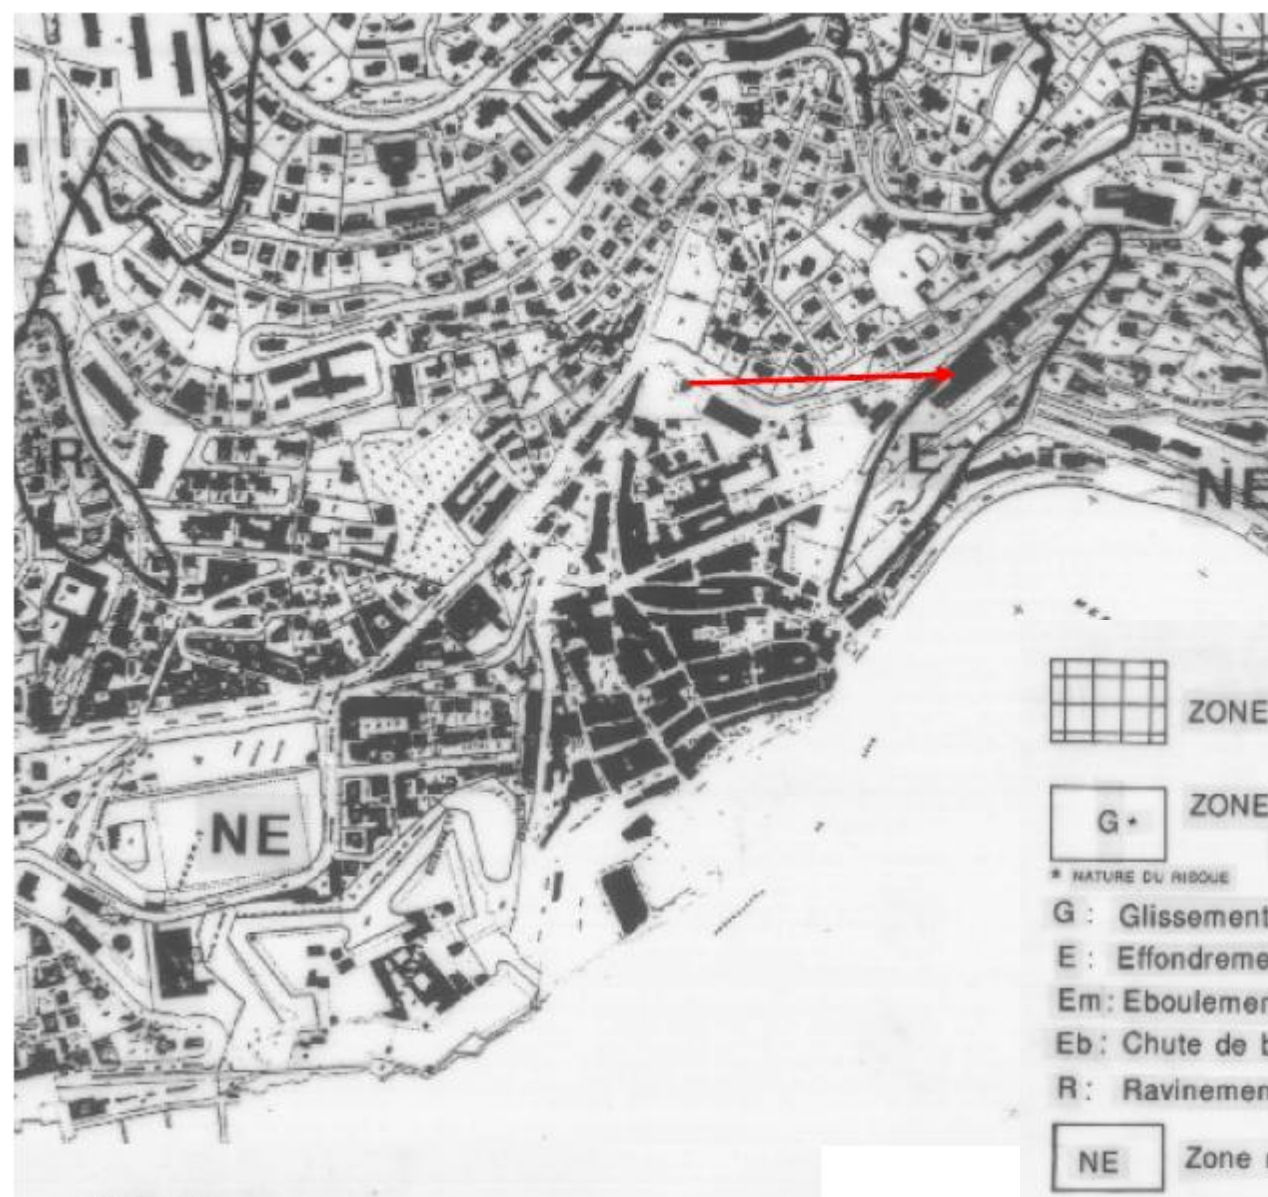 R
E
NE
NE
ZONE
G *
ZONE
* NATURE DU RISQUE
G : Glissement
E : Effondreme
Em : Eboulemen
Eb : Chute de b
R : Ravinemen
NE
Zone